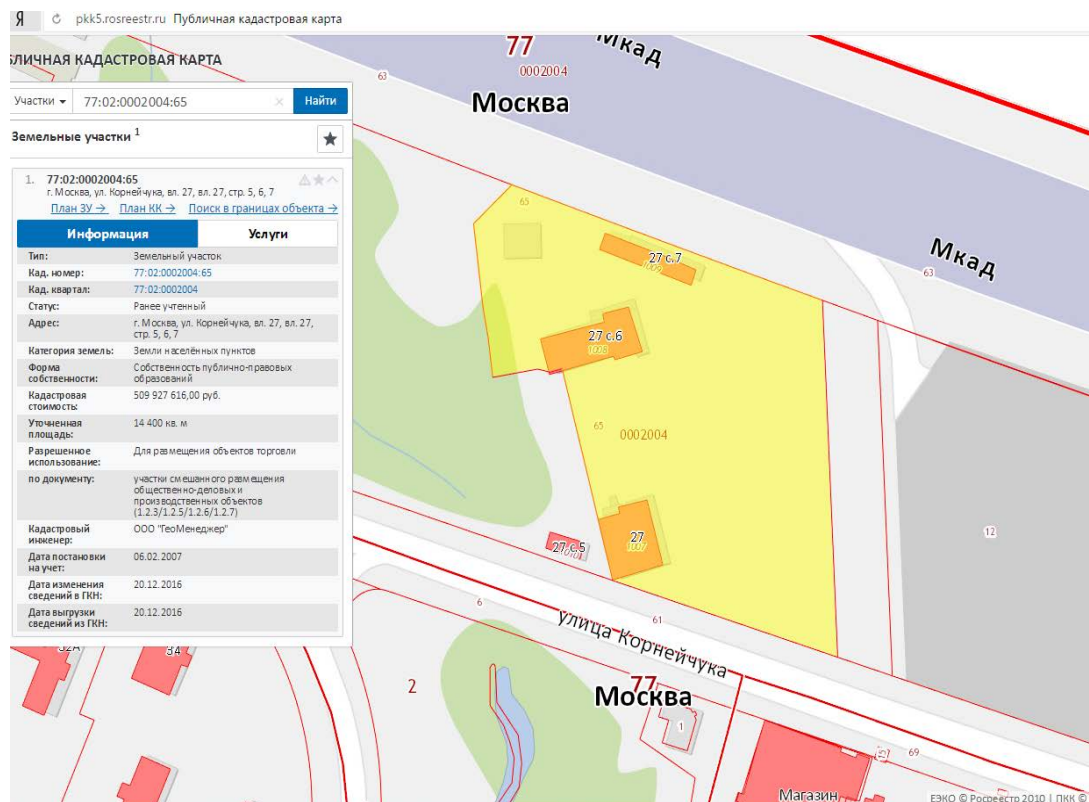 Я
pkk5.rosreestr.ru Публичная кадастровая карта
БЛИЧНАЯ КАДАСТРОВАЯ КАРТА
Участки
77:02:0002004:65
Найти
Земельные участки 1
1. 77:02:0002004:65
г. Москва, ул. Корнейчука, вл. 27, вл. 27, стр. 5, 6, 7
План ЗУ → План КК → Поиск в границах объекта →
Информация Услуги
Тип: Земельный участок
Кад. номер: 77:02:0002004:65
Кад. квартал: 77:02:0002004
Статус: Ранее учтенный
Адрес: г. Москва, ул. Корнейчука, вл. 27, вл. 27,
стр. 5, 6, 7
Категория земель: Земли населённых пунктов
Форма собственности: Собственность публично-правовых
образований
Кадастровая стоимость: 509 927 616,00 руб.
Уточненная площадь: 14 400 кв. м
Разрешенное использование: Для размещения объектов торговли
по документу: участки смешанного размещения
общественно-деловых и
производственных объектов
(1.2.3/1.2.5/1.2.6/1.2.7)
Кадастровый инженер: ООО "ГеоМенеджер"
Дата постановки на учет: 06.02.2007
Дата изменения сведений в ГКН: 20.12.2016
Дата выгрузки сведений из ГКН: 20.12.2016
77
0002004
Москва
Мкад
63
65
27 с.7
1009
Мкад
63
27 с.6
1008
65
0002004
12
27
1007
27 с.5
1010
6
61
улица Корнейчука
32А
34
2
77
Москва
1
69
Магазин
ЕЭКО © Росреестр 2010 | ПКК ©